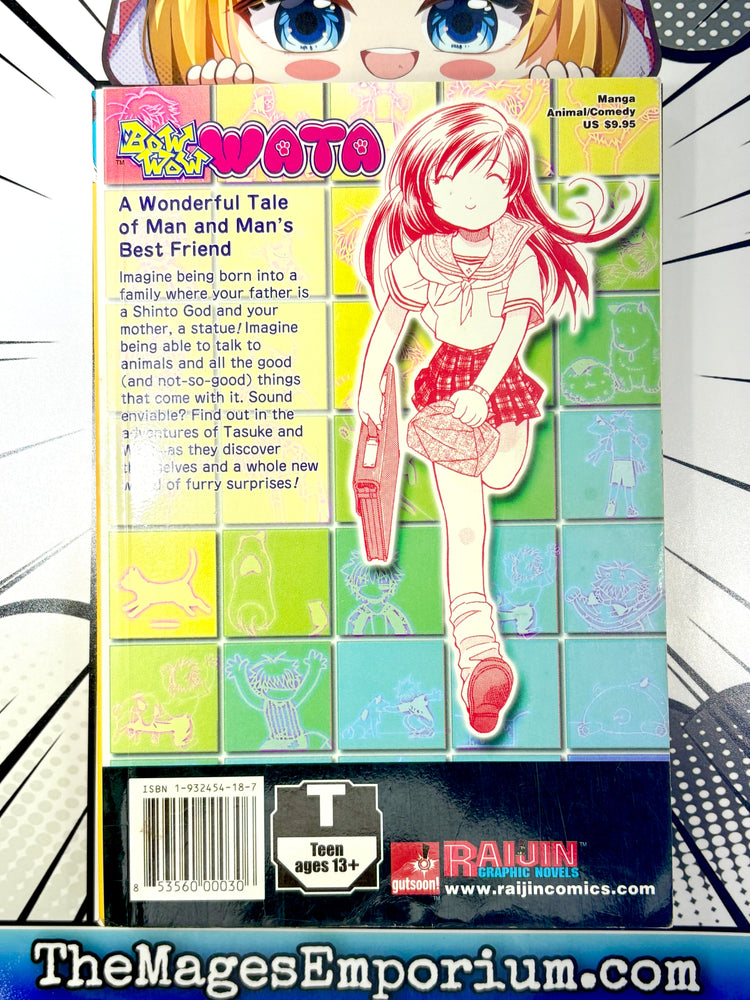 Manga
Animal/Comedy
US $9.95
BOW WOW WATA
TM
A Wonderful Tale
of Man and Man's
Best Friend
Imagine being born into a
family where your father is
a Shinto God and your
mother, a statue! Imagine
being able to talk to
animals and all the good
(and not-so-good) things
that come with it. Sound
enviable? Find out in the
adventures of Tasuke and
as they discover
and a whole new
of furry surprises!
ISBN 1-932454-18-7
8 53560 00030
T
Teen
ages 13+
gutsoon!
RAIJIN™
GRAPHIC NOVELS
www.raijincomics.com
TheMagesEmporium.com